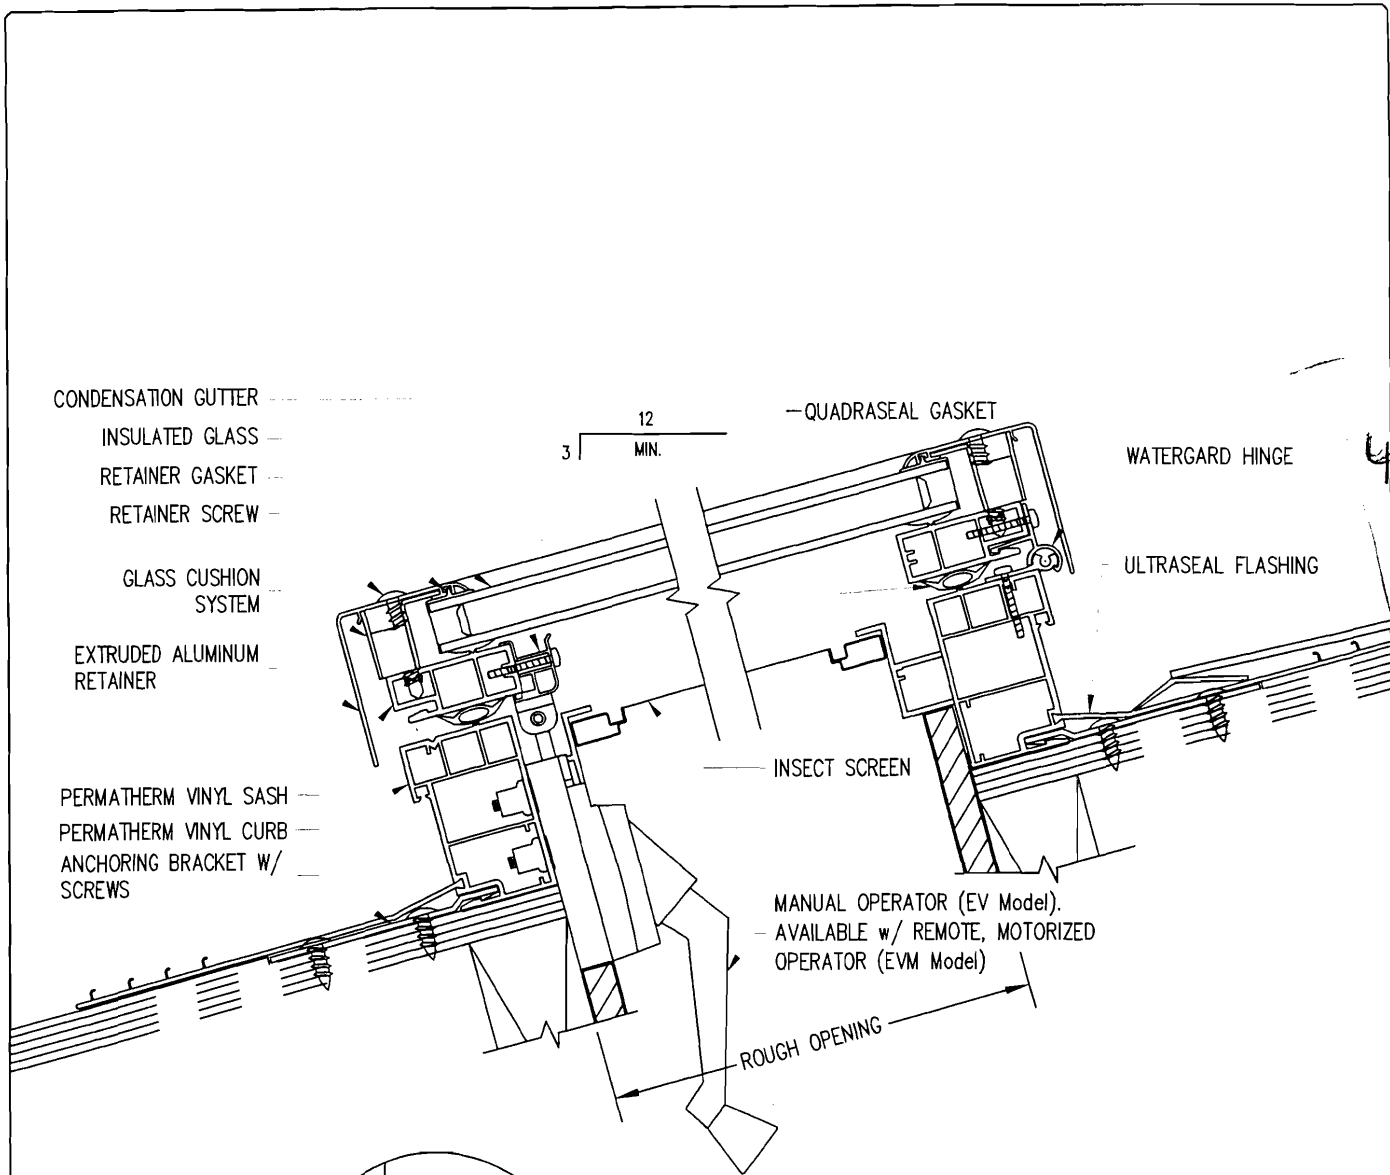 CONDENSATION GUTTER
INSULATED GLASS
RETAINER GASKET
RETAINER SCREW
GLASS CUSHION
SYSTEM
EXTRUDED ALUMINUM
RETAINER
PERMATHERM VINYL SASH
PERMATHERM VINYL CURB
ANCHORING BRACKET W/
SCREWS
12
3
MIN.
QUADRASEAL GASKET
WATERGARD HINGE
ULTRASEAL FLASHING
INSECT SCREEN
MANUAL OPERATOR (EV Model).
AVAILABLE w/ REMOTE, MOTORIZED
OPERATOR (EVM Model)
ROUGH OPENING